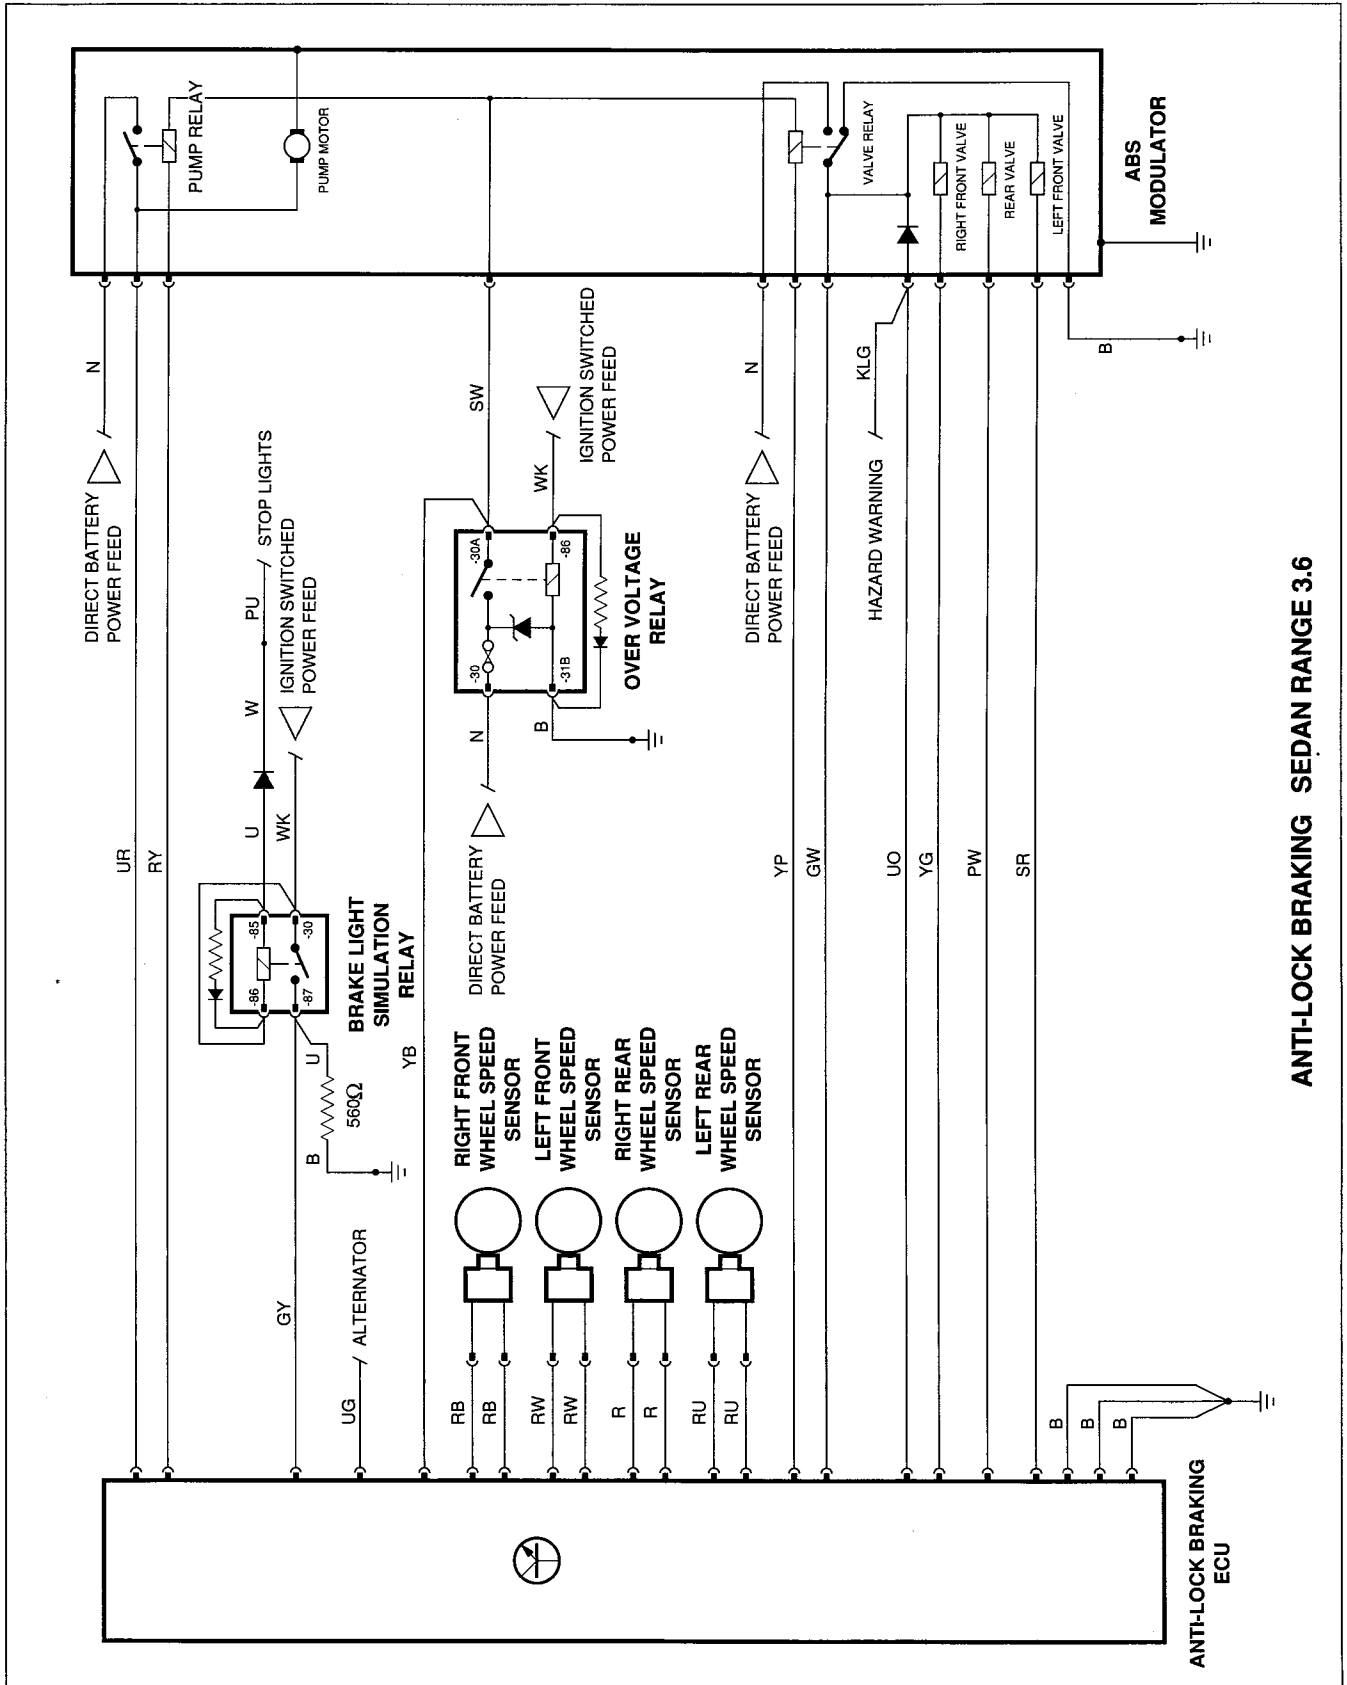 ANTI-LOCK BRAKING SEDAN RANGE 3.6
ABS
MODULATOR
PUMP RELAY
PUMP MOTOR
VALVE RELAY
RIGHT FRONT VALVE
REAR VALVE
LEFT FRONT VALVE
N
DIRECT BATTERY
POWER FEED
UR
RY
STOP LIGHTS
PU
W
U
IGNITION SWITCHED
POWER FEED
WK
-85
-86
-30
-87
BRAKE LIGHT
SIMULATION
RELAY
U
560Ω
B
GY
UG
ALTERNATOR
YB
SW
IGNITION SWITCHED
POWER FEED
WK
-30A
-86
-30
-31B
OVER VOLTAGE
RELAY
N
B
DIRECT BATTERY
POWER FEED
RIGHT FRONT
WHEEL SPEED
SENSOR
LEFT FRONT
WHEEL SPEED
SENSOR
RIGHT REAR
WHEEL SPEED
SENSOR
LEFT REAR
WHEEL SPEED
SENSOR
RB
RB
RW
RW
R
R
RU
RU
N
DIRECT BATTERY
POWER FEED
KLG
HAZARD WARNING
B
YP
GW
UO
YG
PW
SR
B
B
B
ANTI-LOCK BRAKING
ECU